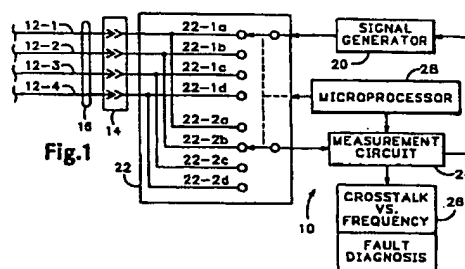 12-1
12-2
12-3
12-4
16
14
Fig.1
22
22-1a
22-1b
22-1c
22-1d
22-2a
22-2b
22-2c
22-2d
SIGNAL
GENERATOR
20
28
MICROPROCESSOR
MEASUREMENT
CIRCUIT
10
CROSSTALK
VS.
FREQUENCY
26
FAULT
DIAGNOSIS